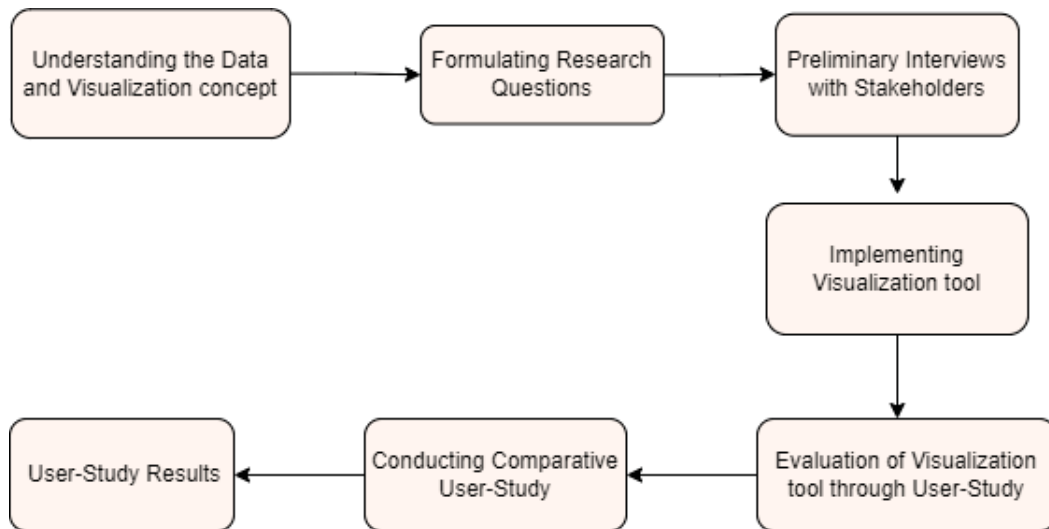 Understanding the Data
and Visualization concept
Formulating Research
Questions
Preliminary Interviews
with Stakeholders
Implementing
Visualization tool
Evaluation of Visualization
tool through User-Study
Conducting Comparative
User-Study
User-Study Results